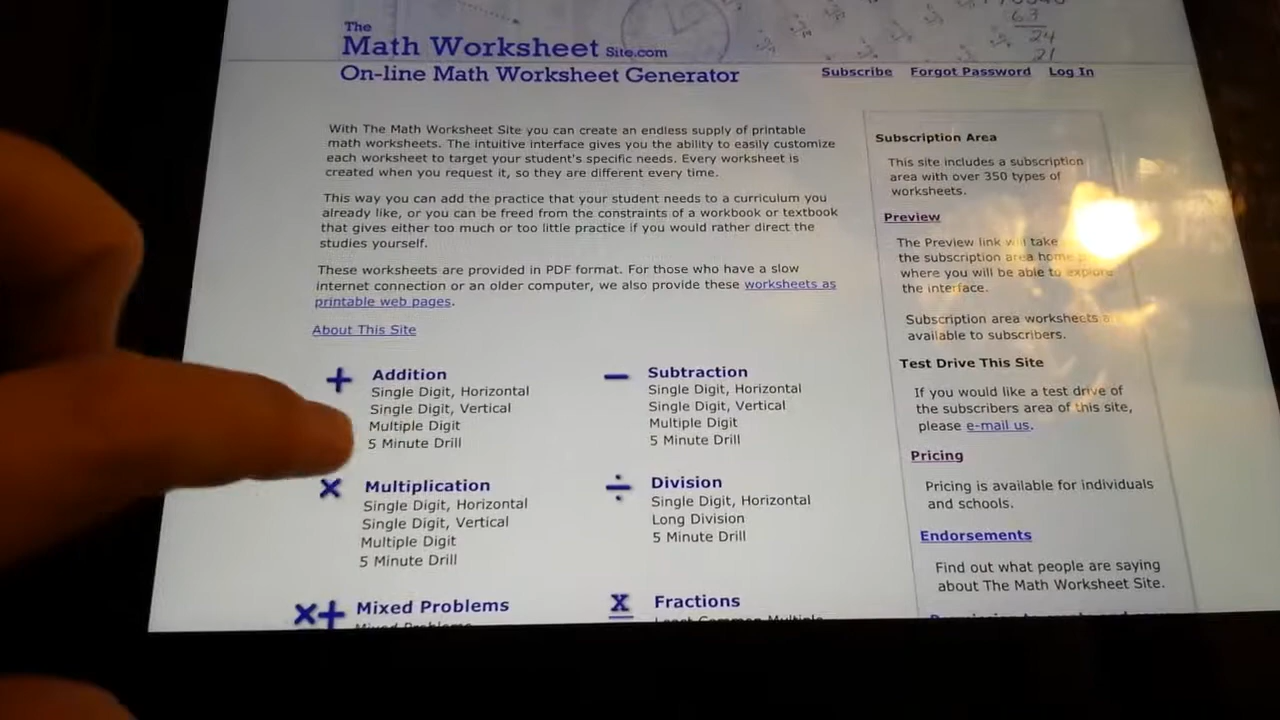 The
Math Worksheet Site.com
On-line Math Worksheet Generator
Subscribe Forgot Password Log In
63
24
21
With The Math Worksheet Site you can create an endless supply of printable
math worksheets. The intuitive interface gives you the ability to easily customize
each worksheet to target your student's specific needs. Every worksheet is
created when you request it, so they are different every time.
This way you can add the practice that your student needs to a curriculum you
already like, or you can be freed from the constraints of a workbook or textbook
that gives either too much or too little practice if you would rather direct the
studies yourself.
These worksheets are provided in PDF format. For those who have a slow
internet connection or an older computer, we also provide these worksheets as
printable web pages.
About This Site
+ Addition
Single Digit, Horizontal
Single Digit, Vertical
Multiple Digit
5 Minute Drill
− Subtraction
Single Digit, Horizontal
Single Digit, Vertical
Multiple Digit
5 Minute Drill
× Multiplication
Single Digit, Horizontal
Single Digit, Vertical
Multiple Digit
5 Minute Drill
÷ Division
Single Digit, Horizontal
Long Division
5 Minute Drill
×+ Mixed Problems
Mixed Problems
x Fractions
Least Common Multiple
Subscription Area
This site includes a subscription
area with over 350 types of
worksheets.
Preview
The Preview link will take
the subscription area home
where you will be able to explore
the interface.
Subscription area worksheets
available to subscribers.
Test Drive This Site
If you would like a test drive of
the subscribers area of this site,
please e-mail us.
Pricing
Pricing is available for individuals
and schools.
Endorsements
Find out what people are saying
about The Math Worksheet Site.